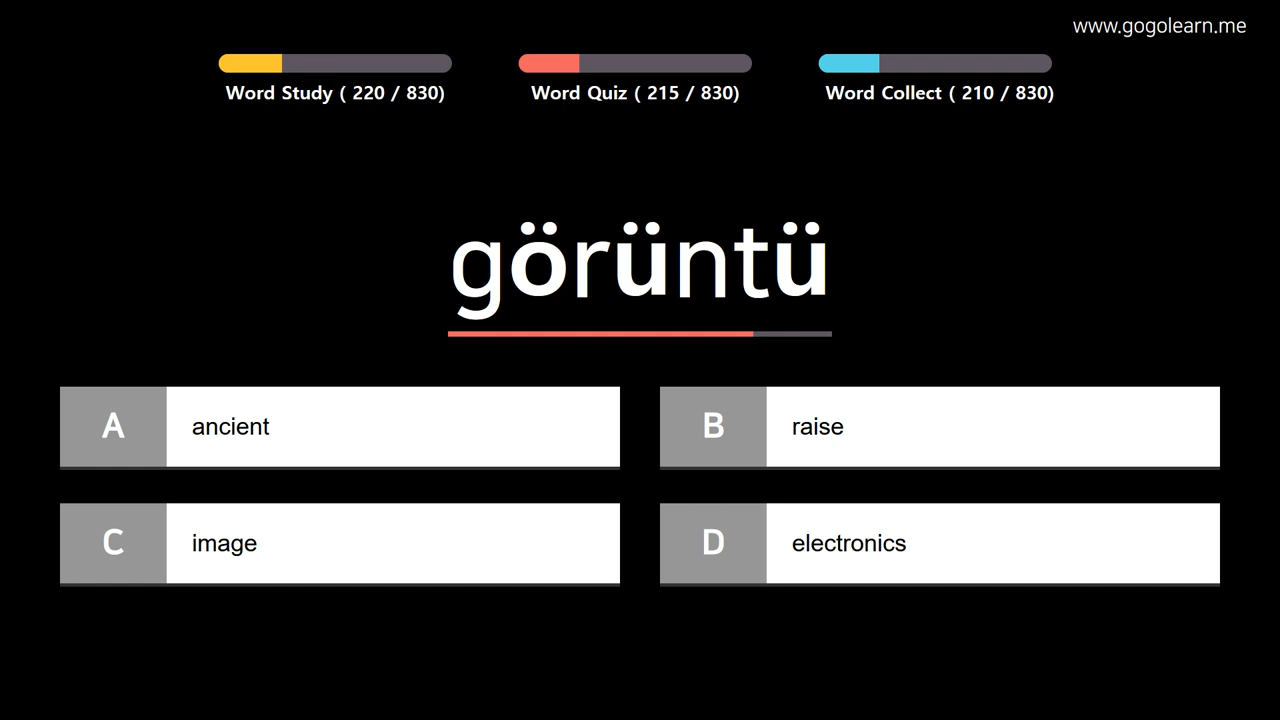 www.gogolearn.me
Word Study ( 220 / 830)
Word Quiz ( 215 / 830)
Word Collect ( 210 / 830)
görüntü
A
ancient
B
raise
C
image
D
electronics